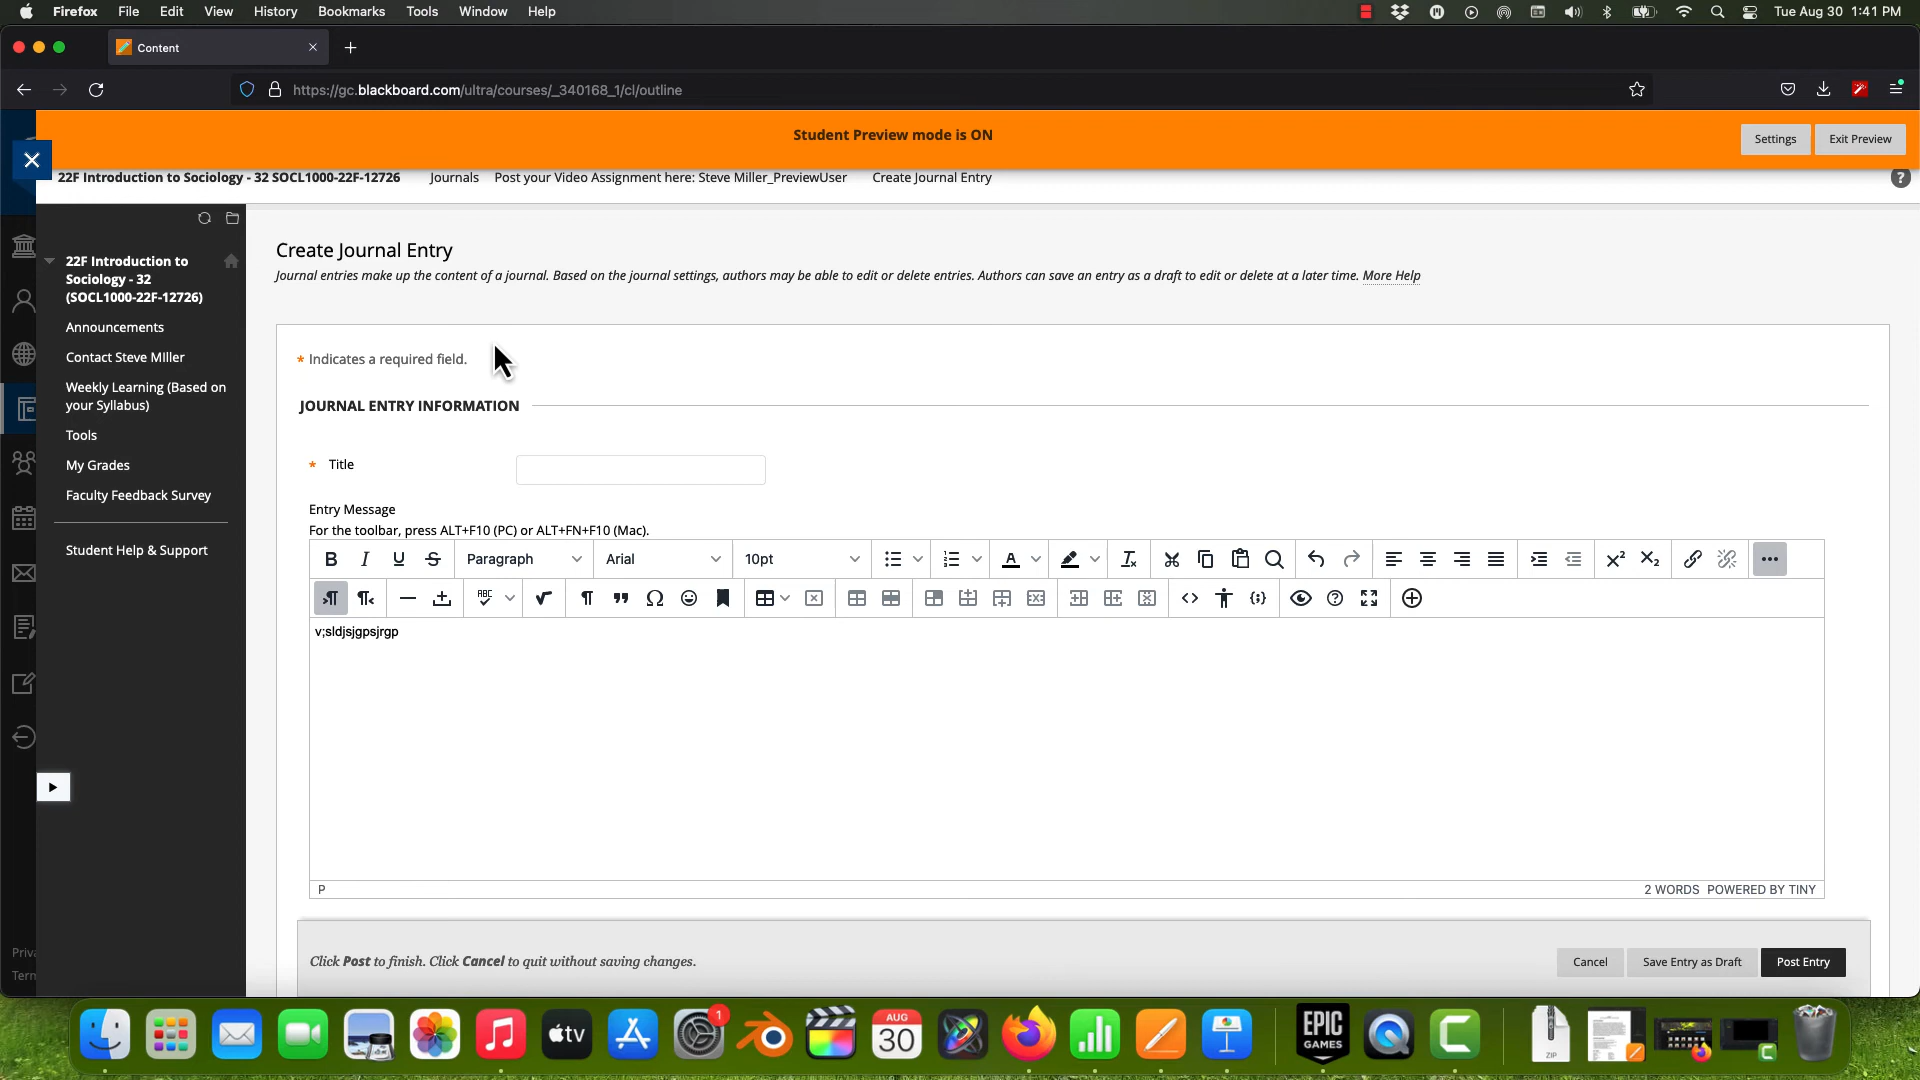 Firefox File Edit View History Bookmarks Tools Window Help Tue Aug 30 1:41 PM
Content
https://gc.blackboard.com/ultra/courses/_340168_1/cl/outline
Student Preview mode is ON
Settings Exit Preview
22F Introduction to Sociology - 32 SOCL1000-22F-12726 Journals Post your Video Assignment here: Steve Miller_PreviewUser Create Journal Entry
22F Introduction to
Sociology - 32
(SOCL1000-22F-12726)
Announcements
Contact Steve MIller
Weekly Learning (Based on
your Syllabus)
Tools
My Grades
Faculty Feedback Survey
Student Help & Support
Create Journal Entry
Journal entries make up the content of a journal. Based on the journal settings, authors may be able to edit or delete entries. Authors can save an entry as a draft to edit or delete at a later time. More Help
* Indicates a required field.
JOURNAL ENTRY INFORMATION
* Title
Entry Message
For the toolbar, press ALT+F10 (PC) or ALT+FN+F10 (Mac).
B I U S Paragraph Arial 10pt
v;sldjsjgpsjrgp
P 2 WORDS POWERED BY TINY
Click Post to finish. Click Cancel to quit without saving changes.
Cancel Save Entry as Draft Post Entry
Priva
Term
tv
1
AUG
30
EPIC
GAMES
ZIP